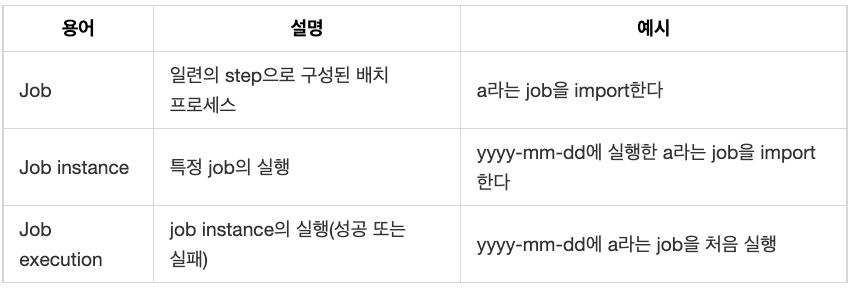 용어 설명 예시
Job
일련의 step으로 구성된 배치
프로세스
a라는 job을 import한다
Job instance
특정 job의 실행
yyyy-mm-dd에 실행한 a라는 job을 import
한다
Job
execution
job instance의 실행(성공 또는
실패)
yyyy-mm-dd에 a라는 job을 처음 실행